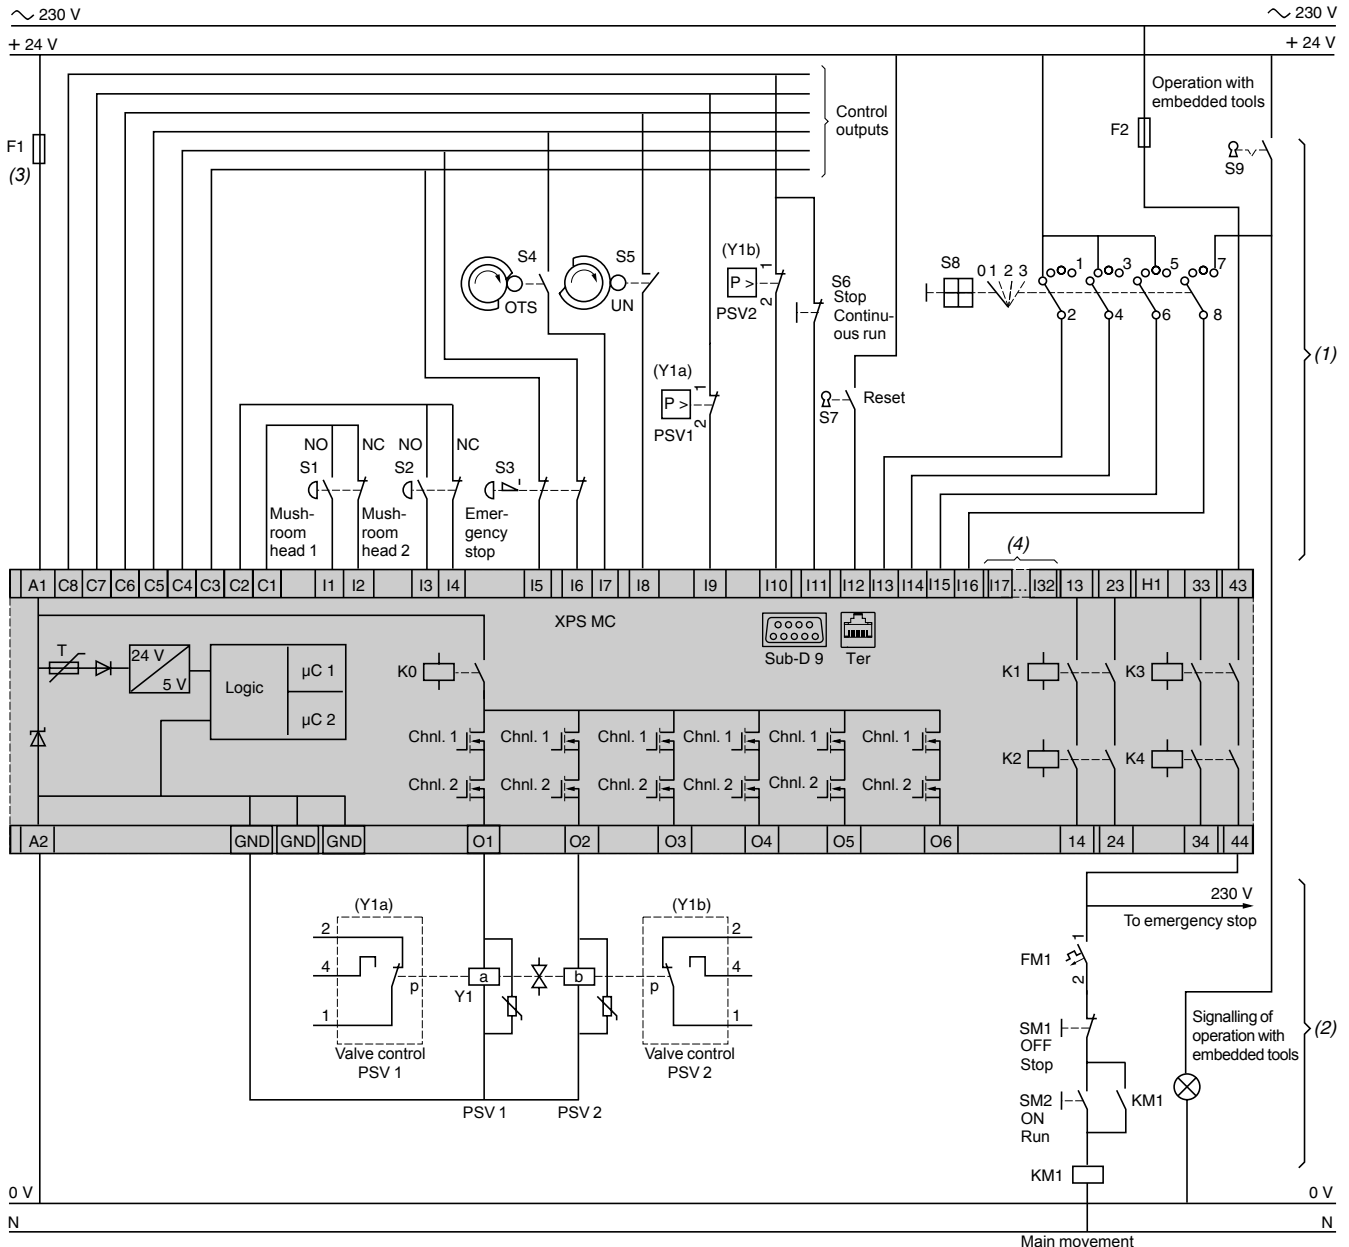 230 V
230 V
+ 24 V
+ 24 V
Operation with
embedded tools
Control
outputs
F1
(3)
F2
S9
(1)
S4
OTS
S5
UN
(Y1b)
P >
1
2
PSV2
S6
Stop
Continu-
ous run
S8
0 1 2 3
1
3
5
7
2
4
6
8
(Y1a)
P >
1
2
PSV1
S7
Reset
NO
NC
NO
NC
S1
S2
S3
Mush-
room
head 1
Mush-
room
head 2
Emer-
gency
stop
(4)
A1 C8 C7 C6 C5 C4 C3 C2 C1 I1 I2 I3 I4 I5 I6 I7 I8 I9 I10 I11 I12 I13 I14 I15 I16 I17 ... I32 13 23 H1 33 43
XPS MC
Sub-D 9
Ter
T
24 V
5 V
Logic
µC 1
µC 2
K0
K1
K3
K2
K4
Chnl. 1 Chnl. 1 Chnl. 1 Chnl. 1 Chnl. 1 Chnl. 1
Chnl. 2 Chnl. 2 Chnl. 2 Chnl. 2 Chnl. 2 Chnl. 2
A2 GND GND GND O1 O2 O3 O4 O5 O6 14 24 34 44
(Y1a)
2
4
1
p
Valve control
PSV 1
Y1
a
b
(Y1b)
2
4
1
p
Valve control
PSV 2
PSV 1
PSV 2
230 V
To emergency stop
FM1
1
2
SM1
OFF
Stop
SM2
ON
Run
KM1
KM1
Signalling of
operation with
embedded tools
(2)
0 V
0 V
N
N
Main movement